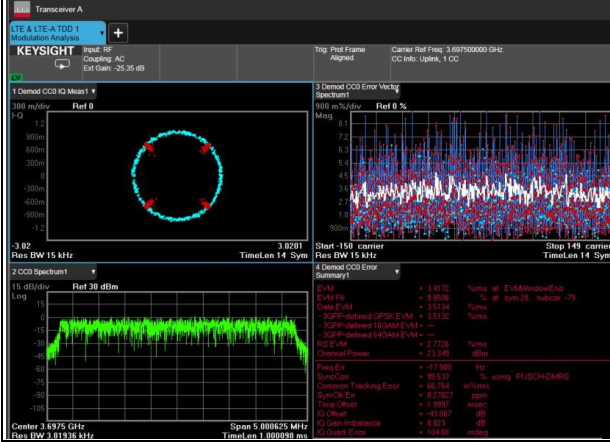 Transceiver A
LTE & LTE-A TDD 1
Modulation Analysis
+
KEYSIGHT
Input: RF
Coupling: AC
Ext Gain: -25.35 dB
Trig: Prot Frame
Aligned
Carrier Ref Freq: 3.697500000 GHz
CC Info: Uplink, 1 CC
1 Demod CC0 IQ Meas1
300 m/div Ref 0
I-Q
1.2
900m
600m
300m
0
-300m
-600m
-900m
-1.2
-3.02
3.0201
Res BW 15 kHz
TimeLen 14 Sym
3 Demod CC0 Error Vector
Spectrum1
900 m%/div Ref 0 %
Mag
8.1
7.2
6.3
5.4
4.5
3.6
2.7
1.8
900m
Start -150 carrier
Stop 149 carrier
Res BW 15 kHz
TimeLen 14 Sym
2 CC0 Spectrum1
15 dB/div Ref 30 dBm
Log
15
0
-15
-30
-45
-60
-75
-90
-105
Center 3.6975 GHz
Span 5.000625 MHz
Res BW 3.81936 kHz
TimeLen 1.000098 ms
4 Demod CC0 Error
Summary1
EVM = 3.4172 %rms at EVMWindowEnd
EVM Pk = 9.8506 % at sym 28, subcar -79
Data EVM = 3.5134 %rms
- 3GPP-defined QPSK EVM = 3.5132 %rms
- 3GPP-defined 16QAM EVM = ---
- 3GPP-defined 64QAM EVM = ---
RS EVM = 2.7726 %rms
Channel Power = 23.349 dBm
Freq Err = -17.980 Hz
SyncCorr = 99.533 % using PUSCH-DMRS
Common Tracking Error = 66.764 m%rms
SymClk Err = 0.27827 ppm
Time Offset = 1.9997 msec
IQ Offset = -43.087 dB
IQ Gain Imbalance = 0.023 dB
IQ Quad. Error = 104.68 mdeg